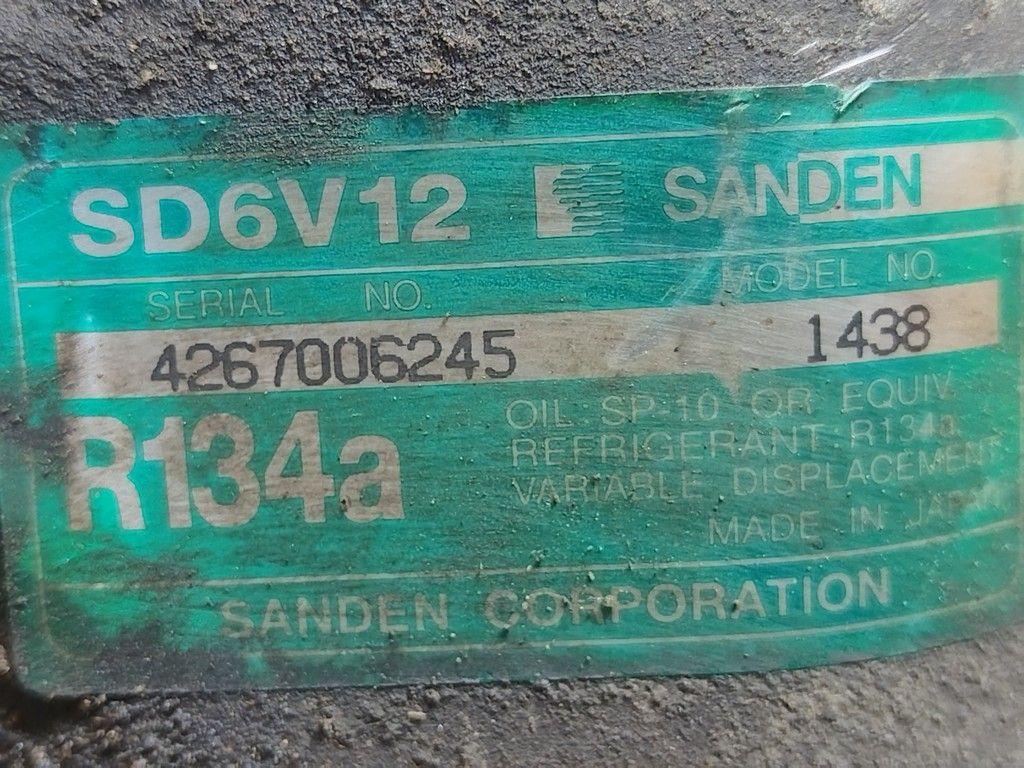 SD6V12 SANDEN
SERIAL NO. MODEL NO.
4267006245 1438
R134a
OIL: SP-10 OR EQUIV.
REFRIGERANT: R134a
VARIABLE DISPLACEMENT
MADE IN JAPAN
SANDEN CORPORATION